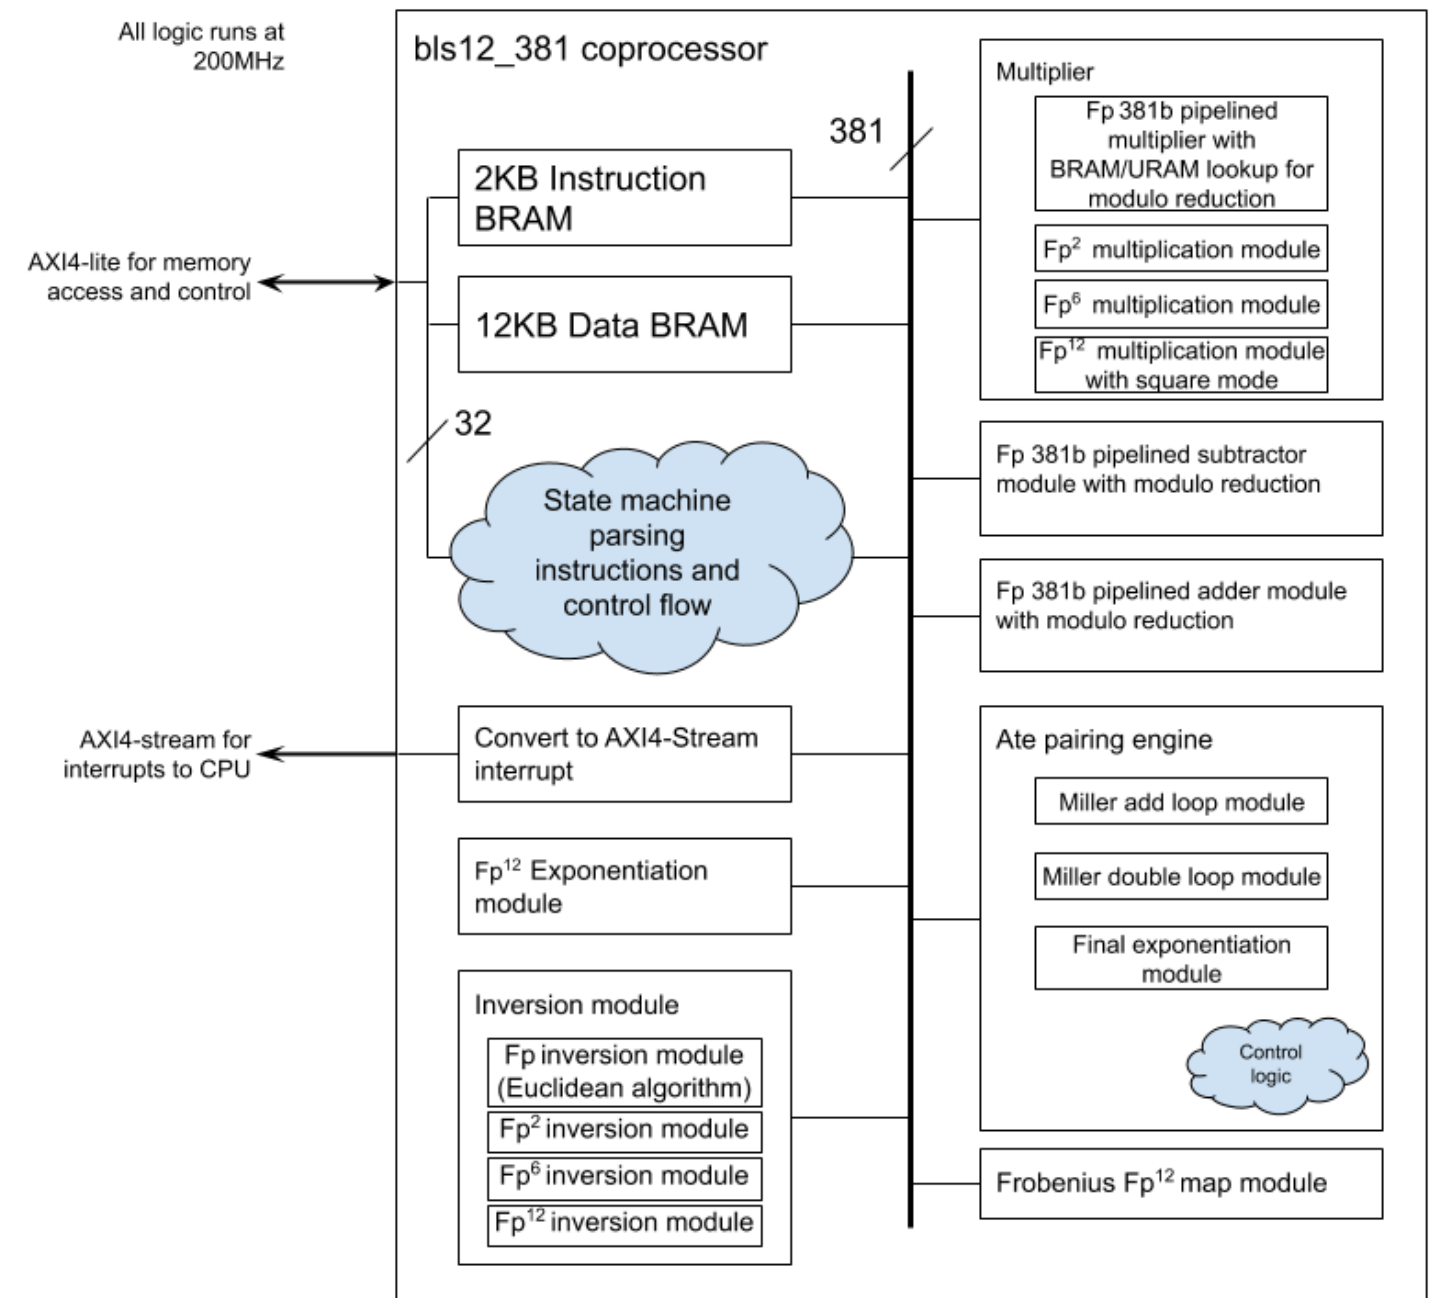 All logic runs at
200MHz
bls12_381 coprocessor
381
2KB Instruction
BRAM
12KB Data BRAM
AXI4-lite for memory
access and control
32
State machine
parsing
instructions and
control flow
AXI4-stream for
interrupts to CPU
Convert to AXI4-Stream
interrupt
Fp¹² Exponentiation
module
Inversion module
Fp inversion module
(Euclidean algorithm)
Fp² inversion module
Fp⁶ inversion module
Fp¹² inversion module
Multiplier
Fp 381b pipelined
multiplier with
BRAM/URAM lookup for
modulo reduction
Fp² multiplication module
Fp⁶ multiplication module
Fp¹² multiplication module
with square mode
Fp 381b pipelined subtractor
module with modulo reduction
Fp 381b pipelined adder module
with modulo reduction
Ate pairing engine
Miller add loop module
Miller double loop module
Final exponentiation
module
Control
logic
Frobenius Fp¹² map module